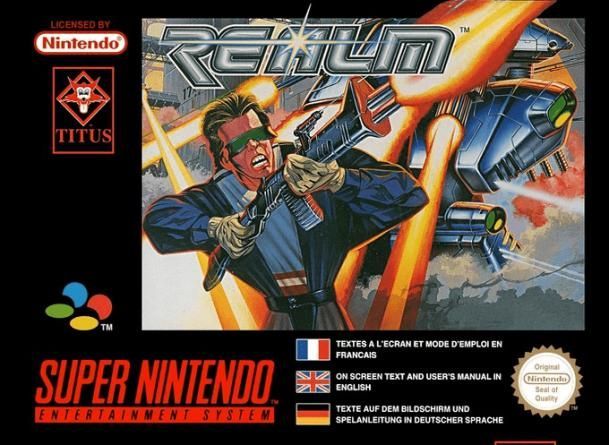 LICENSED BY
Nintendo
REALM™
TITUS
TM
TEXTES A L'ECRAN ET MODE D'EMPLOI EN
FRANCAIS
ON SCREEN TEXT AND USER'S MANUAL IN
ENGLISH
TEXTE AUF DEM BILDSCHIRM UND
SPELANLEITUNG IN DEUTSCHER SPRACHE
SUPER NINTENDO
ENTERTAINMENT SYSTEM
Original
Nintendo
Seal of
Quality
TM